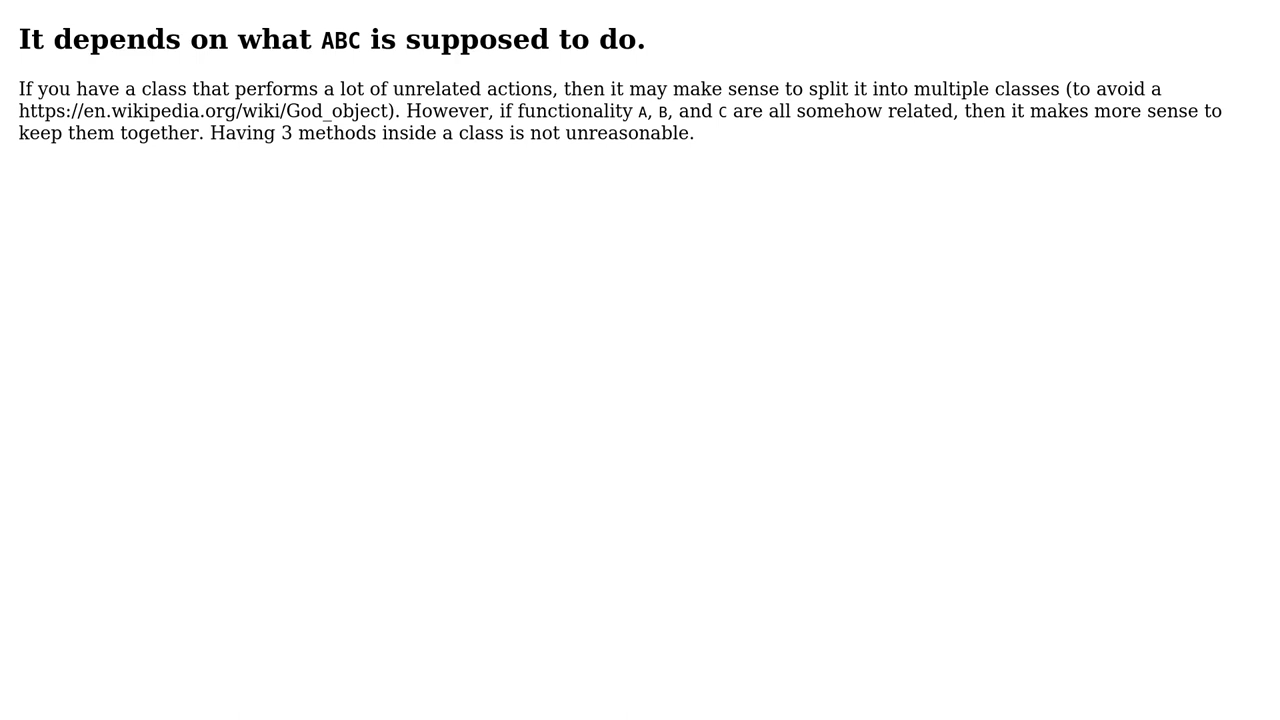 It depends on what ABC is supposed to do.
If you have a class that performs a lot of unrelated actions, then it may make sense to split it into multiple classes (to avoid a
https://en.wikipedia.org/wiki/God_object). However, if functionality A, B, and C are all somehow related, then it makes more sense to
keep them together. Having 3 methods inside a class is not unreasonable.